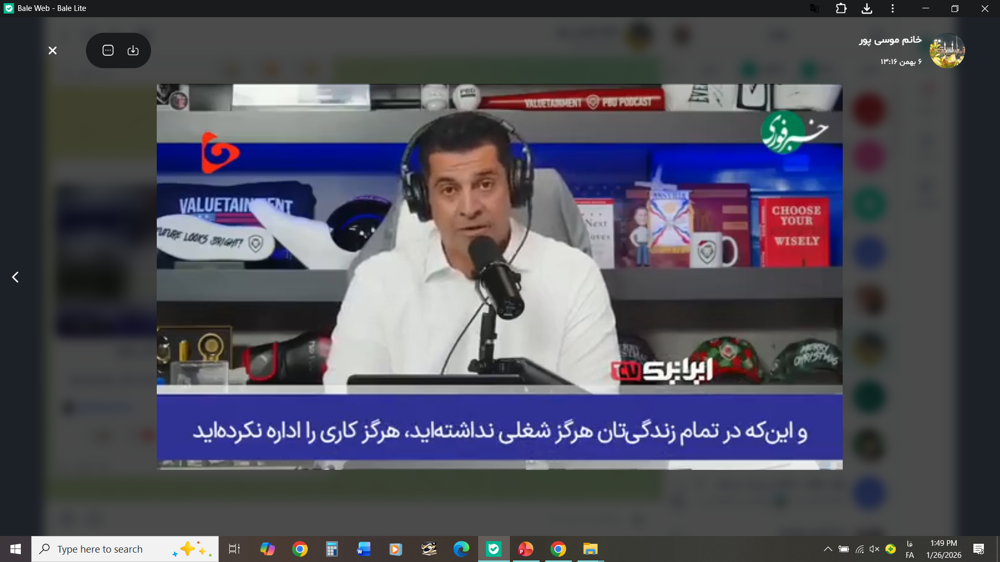 Bale Web - Bale Lite
خانم موسی پور
۶ بهمن ۱۳:۱۶
VALUETAINMENT PBD PODCAST
PBD
خبرفوری
VALUETAINMENT
FUTURE LOOKS BRIGHT!
ASSYRIA
Next
CHOOSE
YOUR
WISELY
MERRY
CHRISTMAS
ایرانیک TV
و این‌که در تمام زندگی‌تان هرگز شغلی نداشته‌اید، هرگز کاری را اداره نکرده‌اید
Type here to search
فا
FA
1:49 PM
1/26/2026